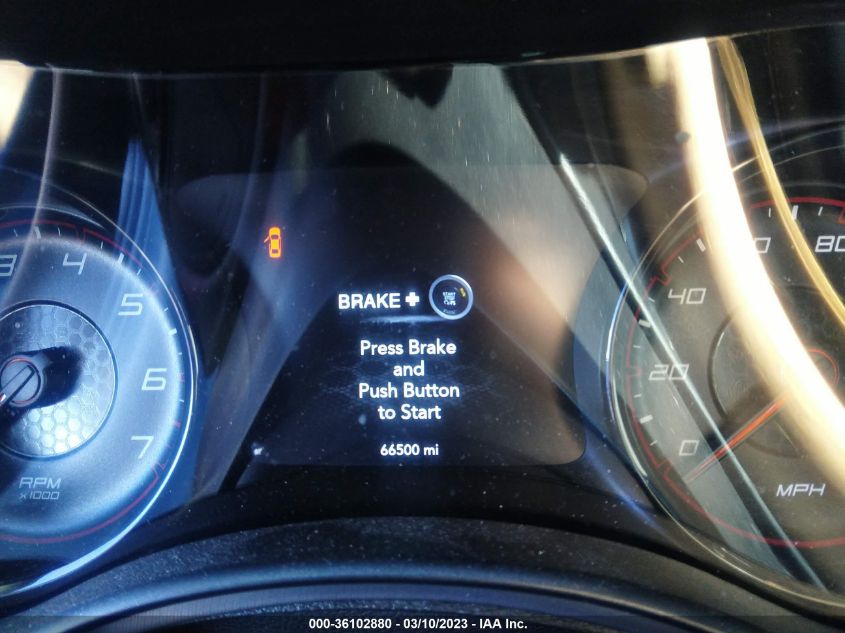 3
4
5
6
7
RPM
x1000
BRAKE +
START
Press Brake
and
Push Button
to Start
66500 mi
0
20
40
80
MPH
000-36102880 - 03/10/2023 - IAA Inc.